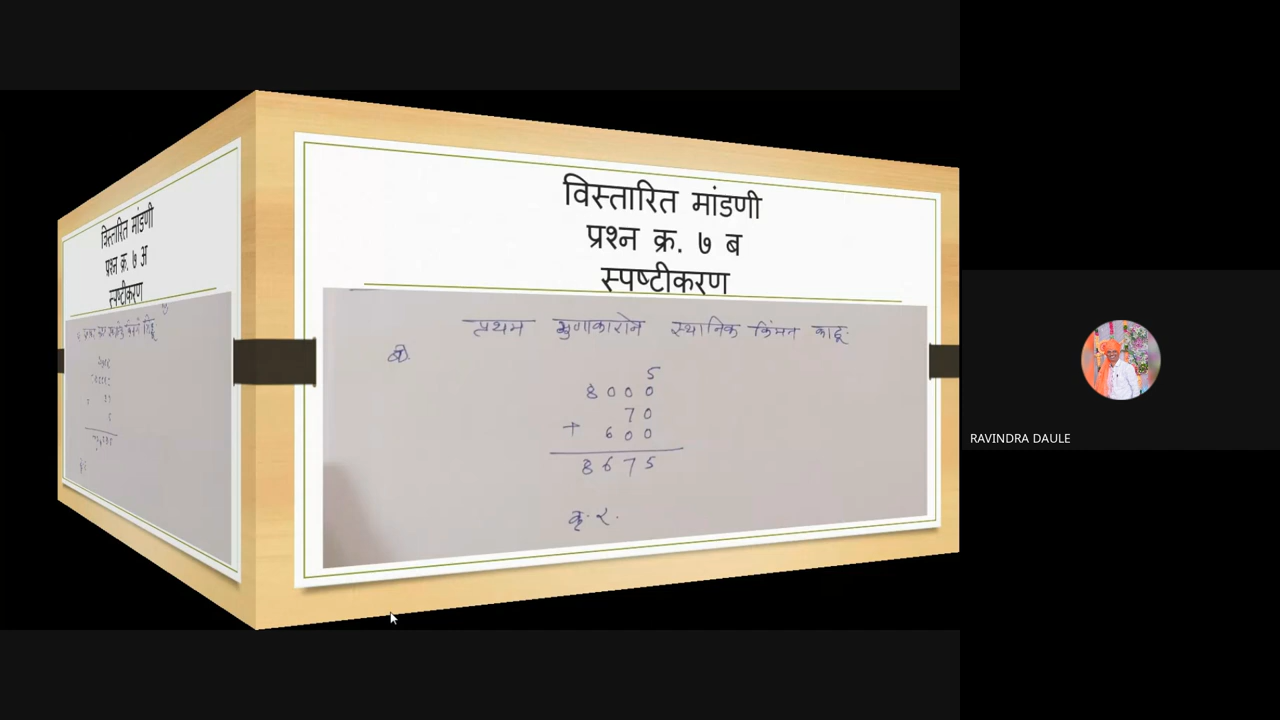 विस्तारित मांडणी
प्रश्न क्र. ७ अ
स्पष्टीकरण
विस्तारित मांडणी
प्रश्न क्र. ७ ब
स्पष्टीकरण
प्रथम गुणाकाराने स्थानिक किंमत काढू.
ब)
5
8000
70
+ 600
8675
कृ. २.
RAVINDRA DAULE